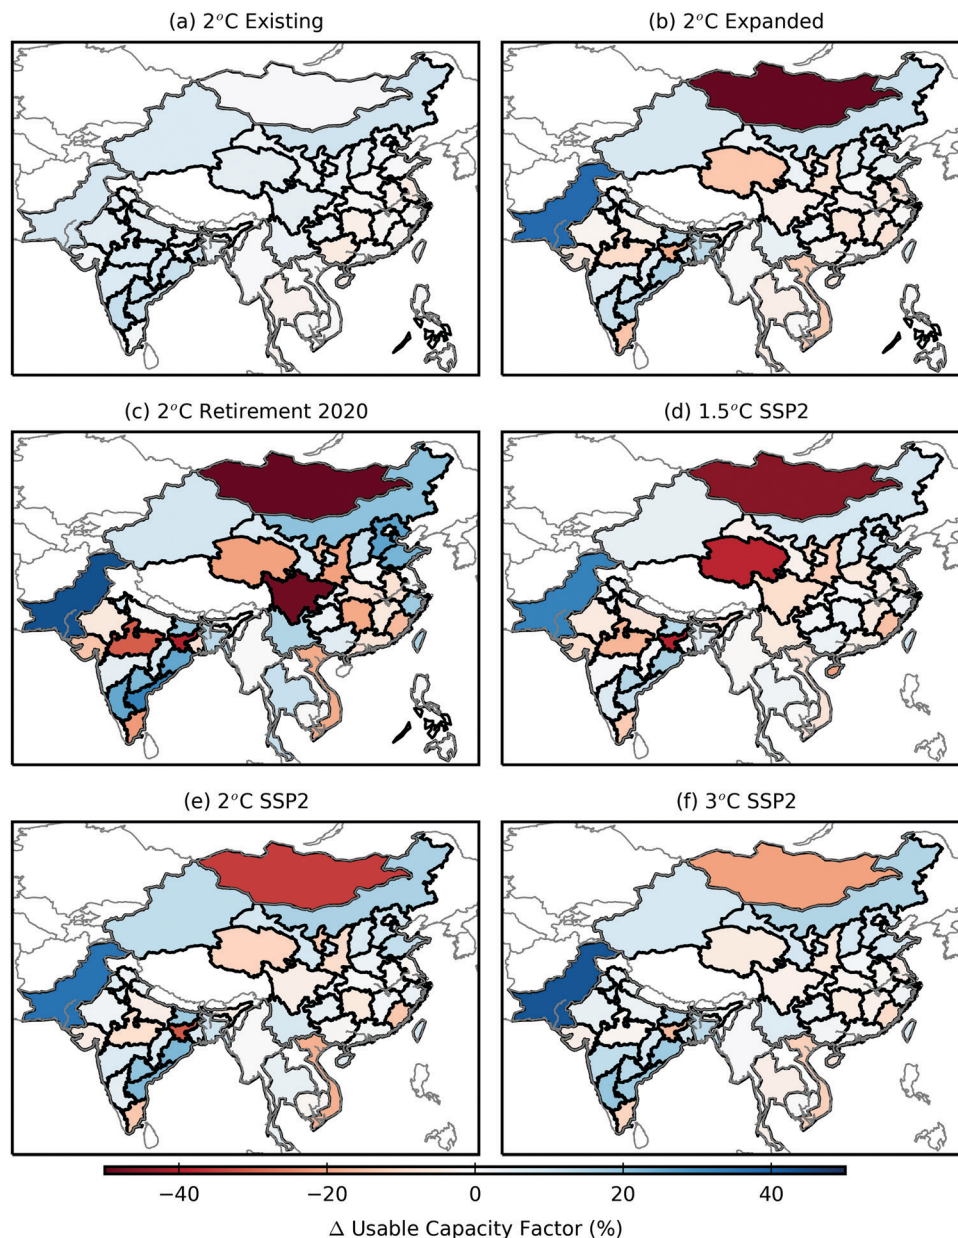 (a) 2°C Existing
(b) 2°C Expanded
(c) 2°C Retirement 2020
(d) 1.5°C SSP2
(e) 2°C SSP2
(f) 3°C SSP2
−40 −20 0 20 40
Δ Usable Capacity Factor (%)